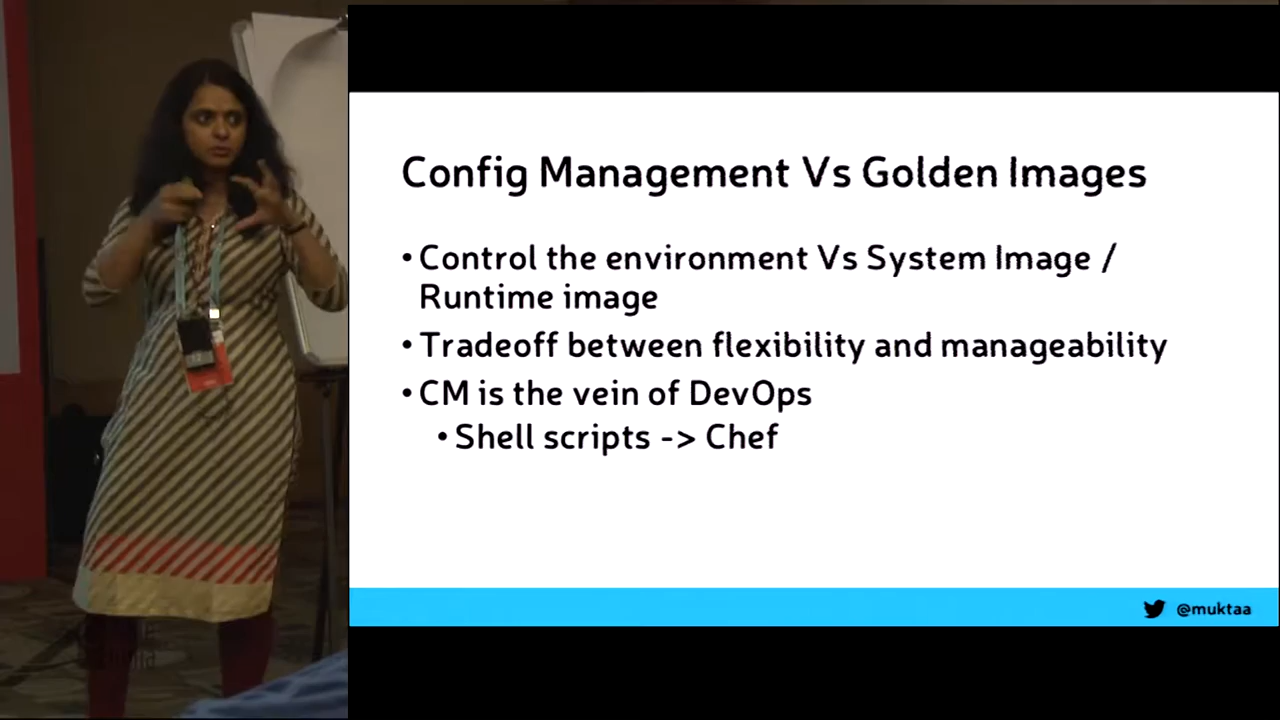 Config Management Vs Golden Images
• Control the environment Vs System Image /
Runtime image
• Tradeoff between flexibility and manageability
• CM is the vein of DevOps
• Shell scripts -> Chef
@muktaa